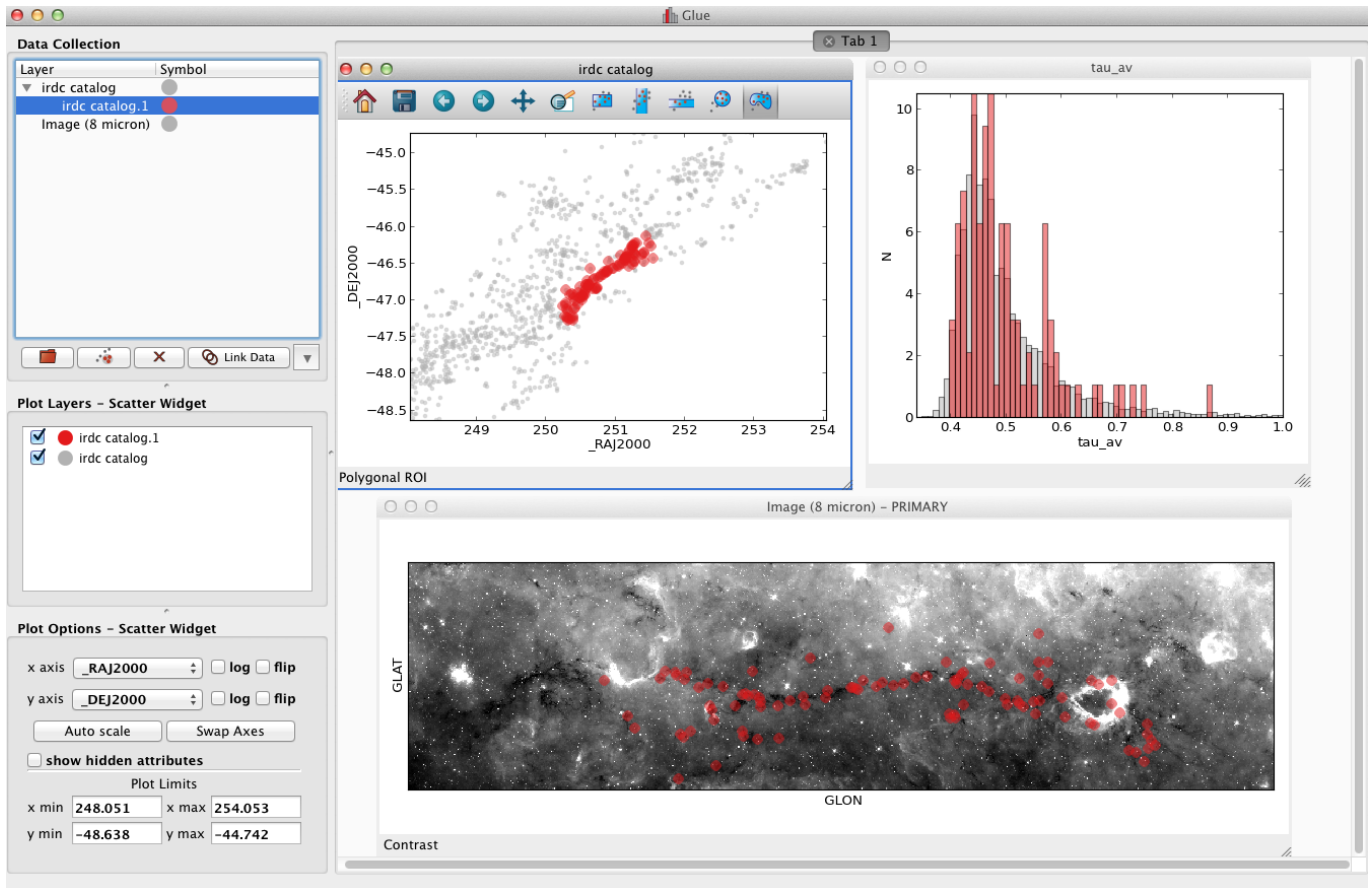 Glue
Data Collection
Layer Symbol
irdc catalog
irdc catalog.1
Image (8 micron)
Link Data
Plot Layers – Scatter Widget
irdc catalog.1
irdc catalog
Plot Options – Scatter Widget
x axis _RAJ2000 log flip
y axis _DEJ2000 log flip
Auto scale Swap Axes
show hidden attributes
Plot Limits
x min 248.051 x max 254.053
y min −48.638 y max −44.742
Tab 1
irdc catalog
−45.0
−45.5
−46.0
−46.5
−47.0
−47.5
−48.0
−48.5
_DEJ2000
249 250 251 252 253 254
_RAJ2000
Polygonal ROI
tau_av
10
8
6
4
2
0
N
0.4 0.5 0.6 0.7 0.8 0.9 1.0
tau_av
Image (8 micron) – PRIMARY
GLAT
GLON
Contrast